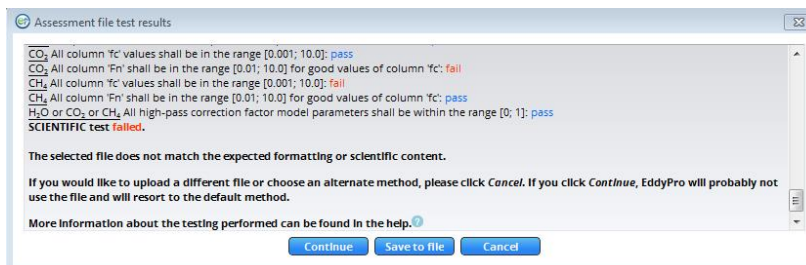 Assessment file test results
CO₂ All column 'fc' values shall be in the range [0.001; 10.0]: pass
CO₂ All column 'Fn' shall be in the range [0.01; 10.0] for good values of column 'fc': fail
CH₄ All column 'fc' values shall be in the range [0.001; 10.0]: fail
CH₄ All column 'Fn' shall be in the range [0.01; 10.0] for good values of column 'fc': pass
H₂O or CO₂ or CH₄ All high-pass correction factor model parameters shall be within the range [0; 1]: pass
SCIENTIFIC test failed.
The selected file does not match the expected formatting or scientific content.
If you would like to upload a different file or choose an alternate method, please click Cancel. If you click Continue, EddyPro will probably not
use the file and will resort to the default method.
More information about the testing performed can be found in the help.?
Continue Save to file Cancel